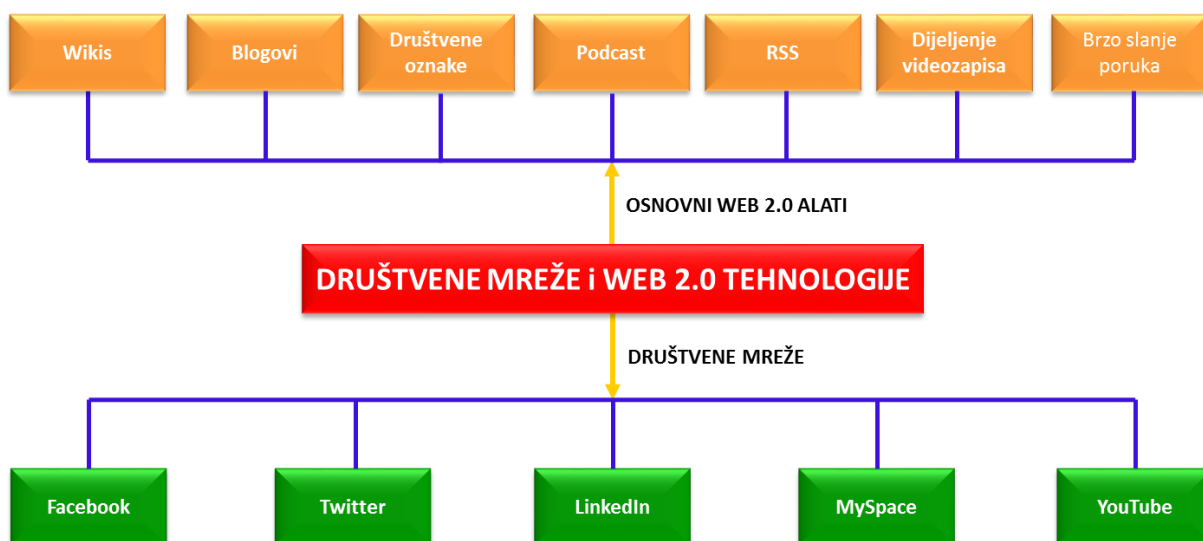 Wikis
Blogovi
Društvene
oznake
Podcast
RSS
Dijeljenje
videozapisa
Brzo slanje
poruka
OSNOVNI WEB 2.0 ALATI
DRUŠTVENE MREŽE i WEB 2.0 TEHNOLOGIJE
DRUŠTVENE MREŽE
Facebook
Twitter
LinkedIn
MySpace
YouTube